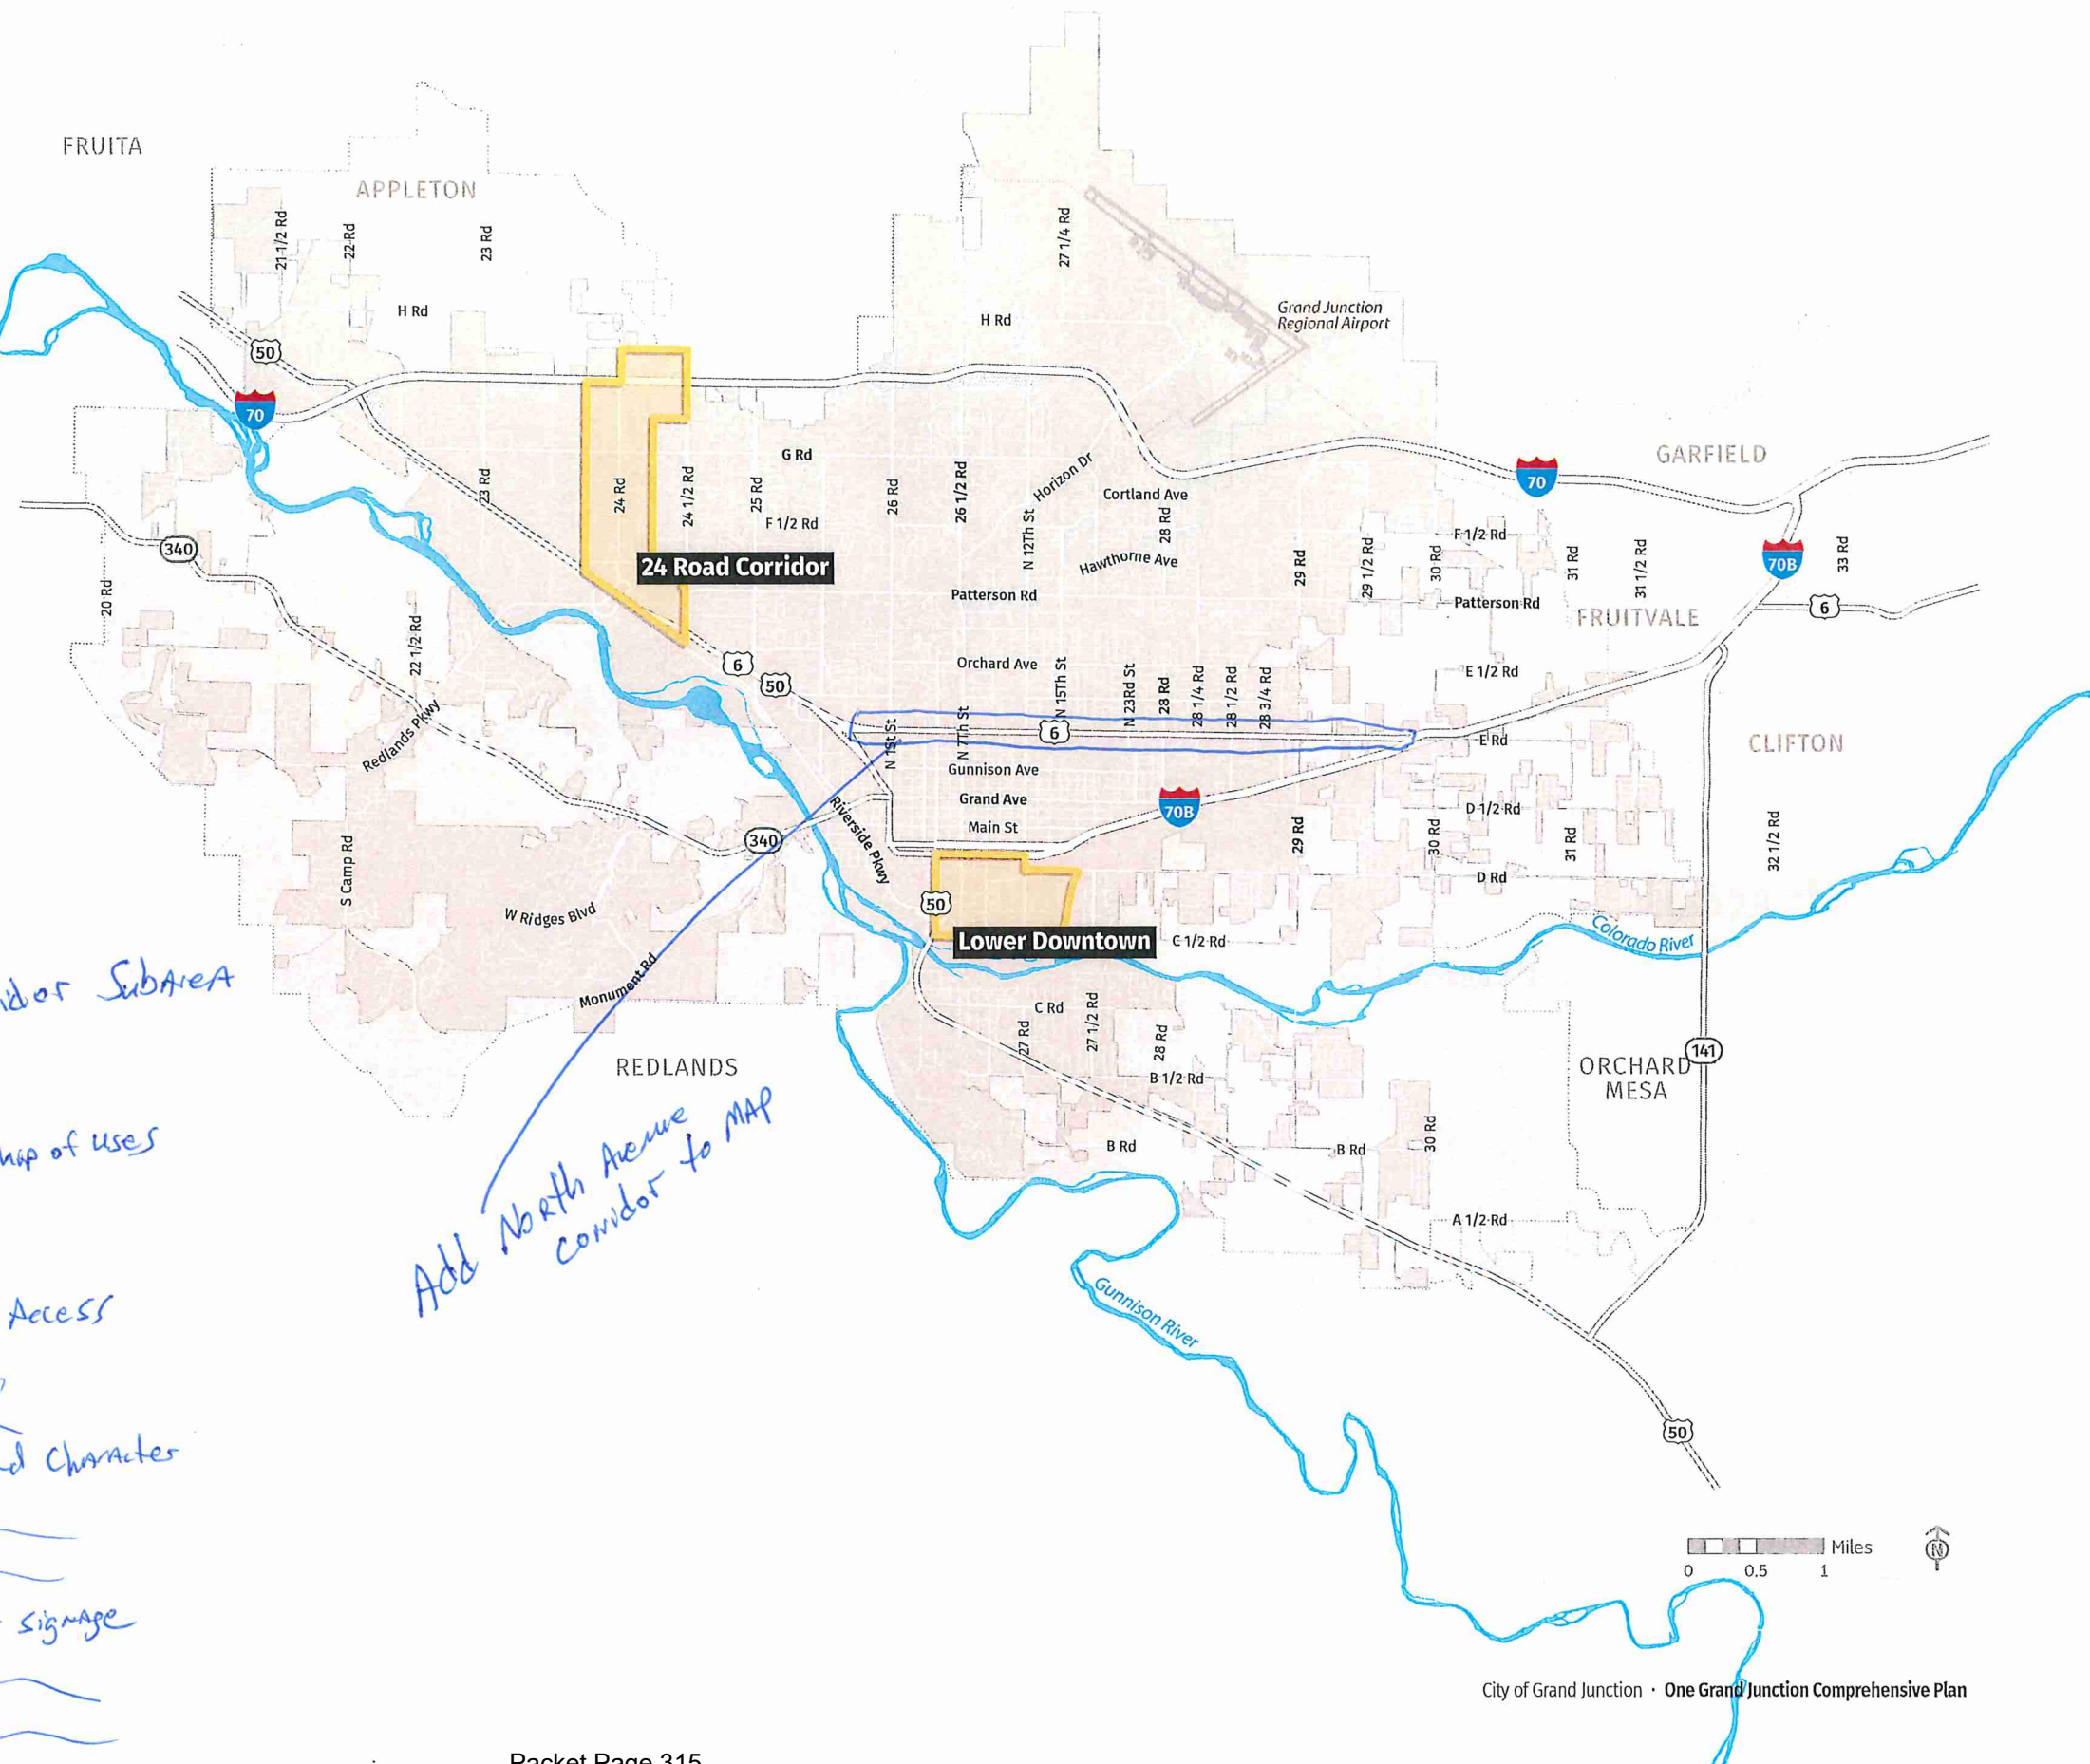 FRUITA
APPLETON
21 1/2 Rd
22 Rd
23 Rd
27 1/4 Rd
H Rd
H Rd
Grand Junction
Regional Airport
50
70
GARFIELD
70
G Rd
23 Rd
24 Rd
24 1/2 Rd
25 Rd
26 Rd
26 1/2 Rd
Horizon Dr
Cortland Ave
F 1/2 Rd
N 12Th St
28 Rd
F 1/2 Rd
340
24 Road Corridor
Hawthorne Ave
29 Rd
29 1/2 Rd
30 Rd
31 Rd
31 1/2 Rd
70B
33 Rd
20 Rd
Patterson Rd
Patterson Rd
6
FRUITVALE
22 1/2 Rd
6
Orchard Ave
E 1/2 Rd
50
N 15Th St
N 23Rd St
28 Rd
28 1/4 Rd
28 1/2 Rd
28 3/4 Rd
Redlands Pkwy
N 1St St
N 7Th St
6
E Rd
CLIFTON
Gunnison Ave
Grand Ave
70B
D 1/2 Rd
Main St
340
Riverside Pkwy
29 Rd
30 Rd
31 Rd
32 1/2 Rd
S Camp Rd
D Rd
50
W Ridges Blvd
Lower Downtown
C 1/2 Rd
Colorado River
Monument Rd
SubAreA
C Rd
27 Rd
27 1/2 Rd
28 Rd
REDLANDS
B 1/2 Rd
ORCHARD
MESA
141
of uses
B Rd
B Rd
30 Rd
Add North Avenue
corridor to MAP
A 1/2 Rd
Gunnison River
Access
50
Character
Miles
0 0.5 1
N
signage
City of Grand Junction · One Grand Junction Comprehensive Plan
Packet Page 315